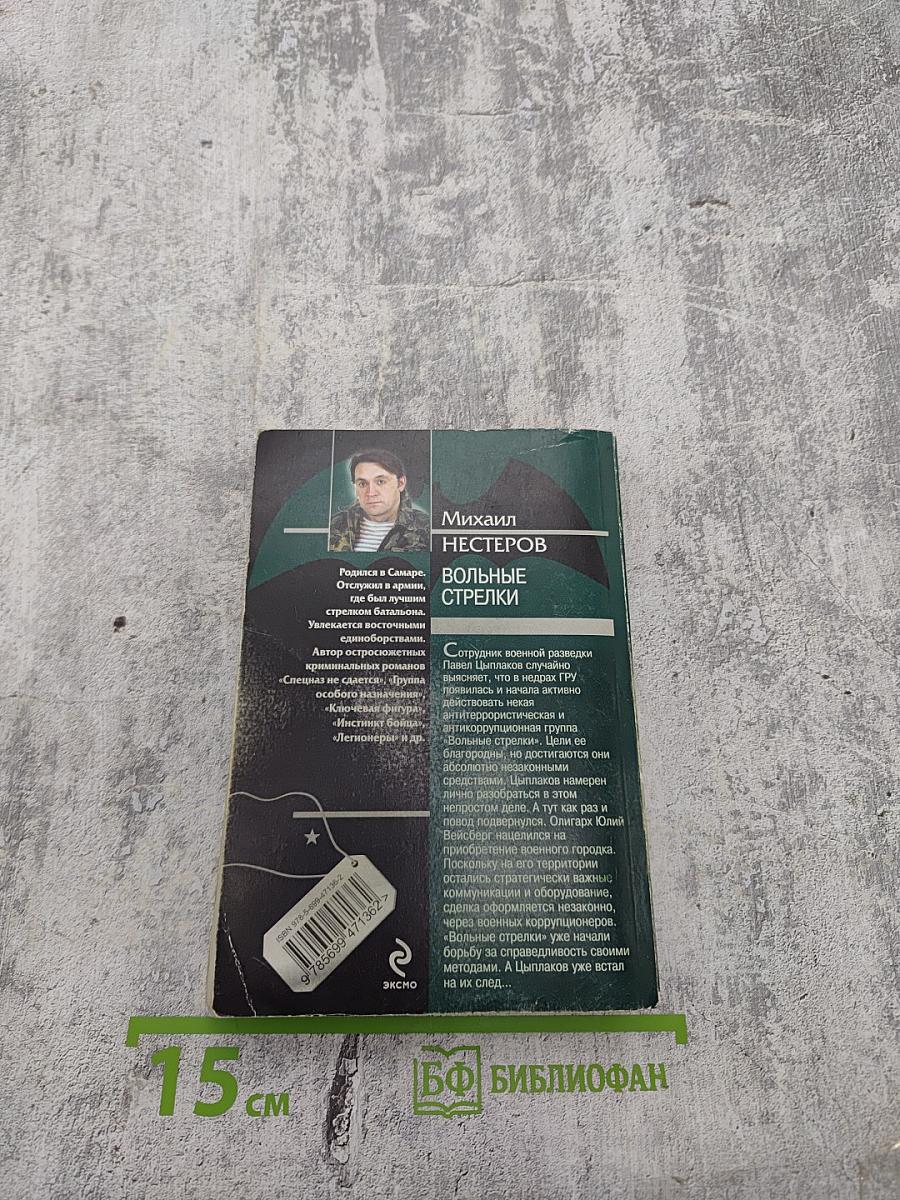 Родился в Самаре.
Отслужил в армии,
где был лучшим
стрелком батальона.
Увлекается восточными
единоборствами.
Автор остросюжетных
криминальных романов
«Спецназ не сдается», «Группа
особого назначения»,
«Ключевая фигура»,
«Инстинкт бойца»,
«Легионеры» и др.
ISBN 978-5-699-47136-2
9 785699 471362 >
ЭКСМО
Михаил
НЕСТЕРОВ
ВОЛЬНЫЕ
СТРЕЛКИ
Сотрудник военной разведки
Павел Цыплаков случайно
выясняет, что в недрах ГРУ
появилась и начала активно
действовать некая
антитеррористическая и
антикоррупционная группа
«Вольные стрелки». Цели ее
благородны, но достигаются они
абсолютно незаконными
средствами. Цыплаков намерен
лично разобраться в этом
непростом деле. А тут как раз и
повод подвернулся. Олигарх Юлий
Вейсберг нацелился на
приобретение военного городка.
Поскольку на его территории
остались стратегически важные
коммуникации и оборудование,
сделка оформляется незаконно,
через военных коррупционеров.
«Вольные стрелки» уже начали
борьбу за справедливость своими
методами. А Цыплаков уже встал
на их след...
15 см
БФ БИБЛИОФАН